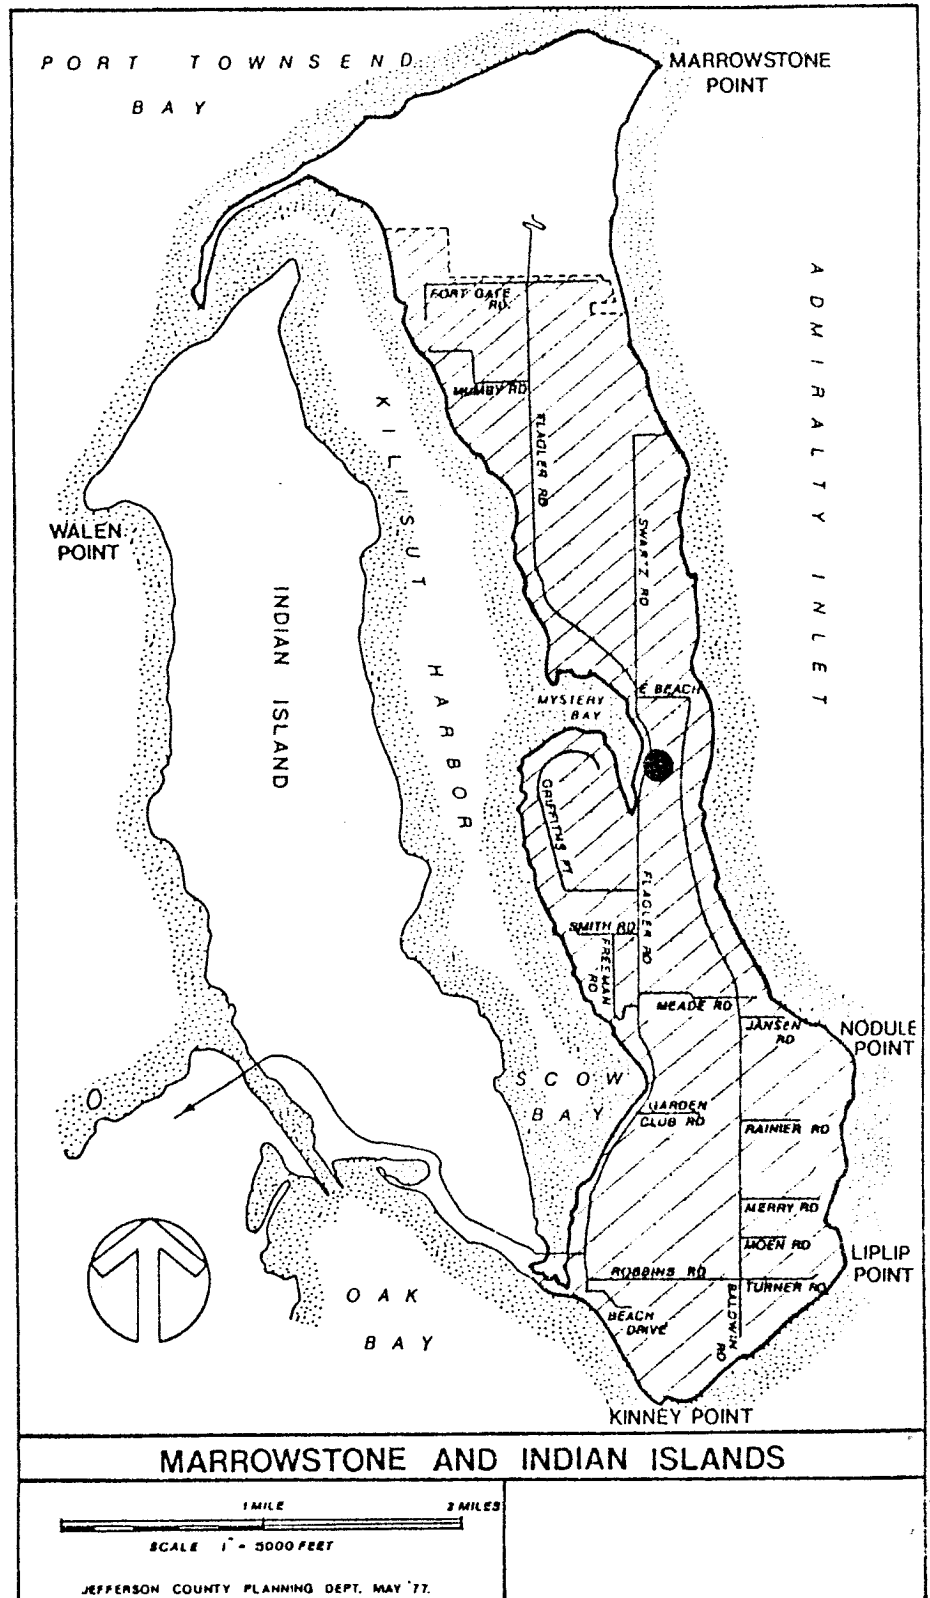 PORT TOWNSEND
BAY
MARROWSTONE
POINT
ADMIRALTY INLET
FORT GATE
RD.
MUMBY RD
FLAGLER RD
KILISUT HARBOR
SWARTZ RD
WALEN
POINT
INDIAN ISLAND
E BEACH
MYSTERY
BAY
GRIFFITHS PT
FLAGLER RD
SMITH RD
FREEMAN
RD
MEADE RD
JANSEN
RD
NODULE
POINT
SCOW
BAY
GARDEN
CLUB RD
RAINIER RD
MERRY RD
MOEN RD
LIPLIP
POINT
ROBBINS RD
TURNER RD
BALDWIN
RD
BEACH
DRIVE
OAK
BAY
KINNEY POINT
MARROWSTONE AND INDIAN ISLANDS
1 MILE
2 MILES
SCALE 1" = 5000 FEET
JEFFERSON COUNTY PLANNING DEPT. MAY '77.